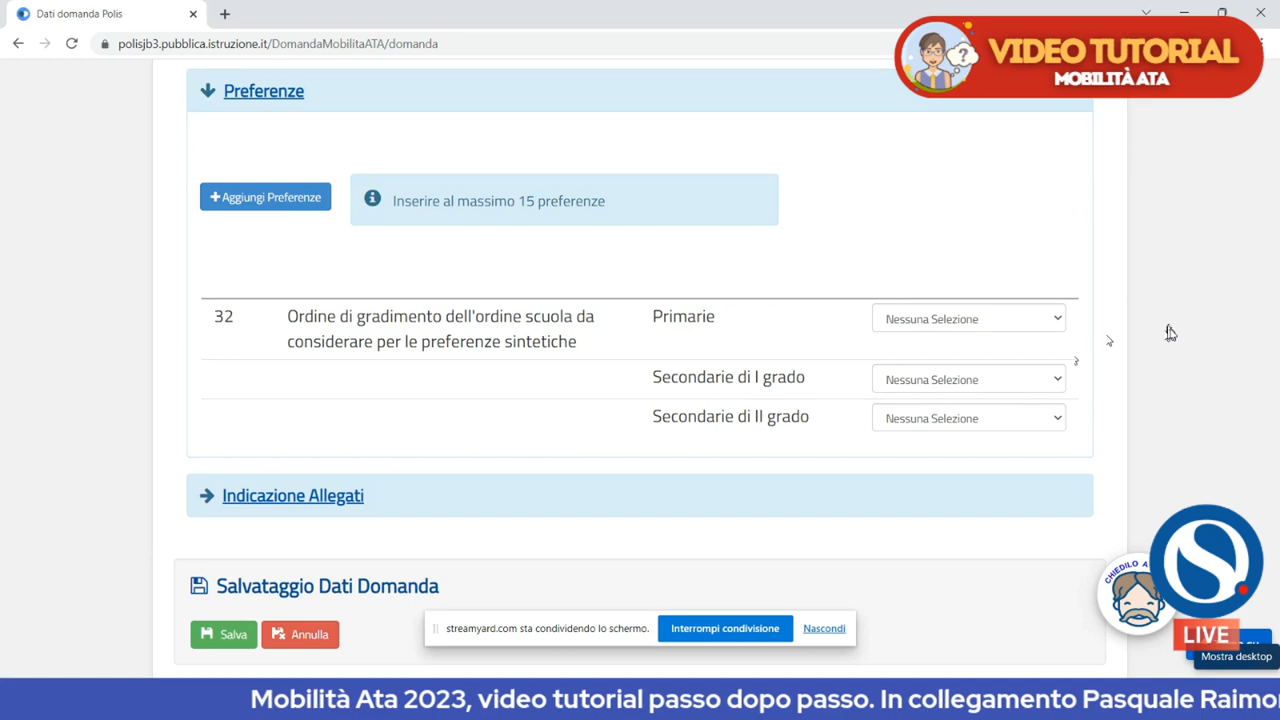 Dati domanda Polis
polisjb3.pubblica.istruzione.it/DomandaMobilitaATA/domanda
VIDEO TUTORIAL
MOBILITÀ ATA
Preferenze
Aggiungi Preferenze
Inserire al massimo 15 preferenze
32 Ordine di gradimento dell'ordine scuola da Primarie Nessuna Selezione
considerare per le preferenze sintetiche
Secondarie di I grado Nessuna Selezione
Secondarie di II grado Nessuna Selezione
Indicazione Allegati
Salvataggio Dati Domanda
Salva Annulla
streamyard.com sta condividendo lo schermo. Interrompi condivisione Nascondi
CHIEDILO A
S
LIVE
Mostra desktop
Mobilità Ata 2023, video tutorial passo dopo passo. In collegamento Pasquale Raimo